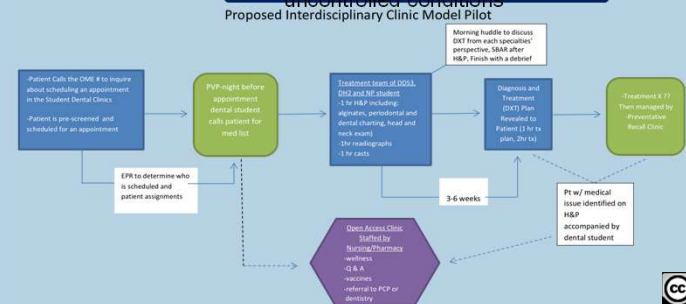 uncontrolled conditions
Proposed Interdisciplinary Clinic Model Pilot
Morning huddle to discuss
DXT from each specialties'
perspective, SBAR after
H&P, Finish with a debrief
-Patient Calls the OME # to inquire
about scheduling an appointment
in the Student Dental Clinics
-Patient is pre-screened and
scheduled for an appointment
PVP-night before
appointment
dental student
calls patient for
med list
Treatment team of DDS3,
DH2 and NP student
-1 hr H&P including:
alginates, periodontal and
dental charting, head and
neck exam)
-1hr readiographs
-1 hr casts
Diagnosis and
Treatment
(DXT) Plan
Revealed to
Patient (1 hr tx
plan, 2hr tx)
-Treatment X ??
Then managed by
-Preventative
Recall Clinic
EPR to determine who
is scheduled and
patient assignments
3-6 weeks
Pt w/ medical
issue identified on
H&P
accompanied by
dental student
Open Access Clinic
Staffed by
Nursing/Pharmacy
-wellness
-Q & A
-vaccines
-referral to PCP or
dentistry
cc